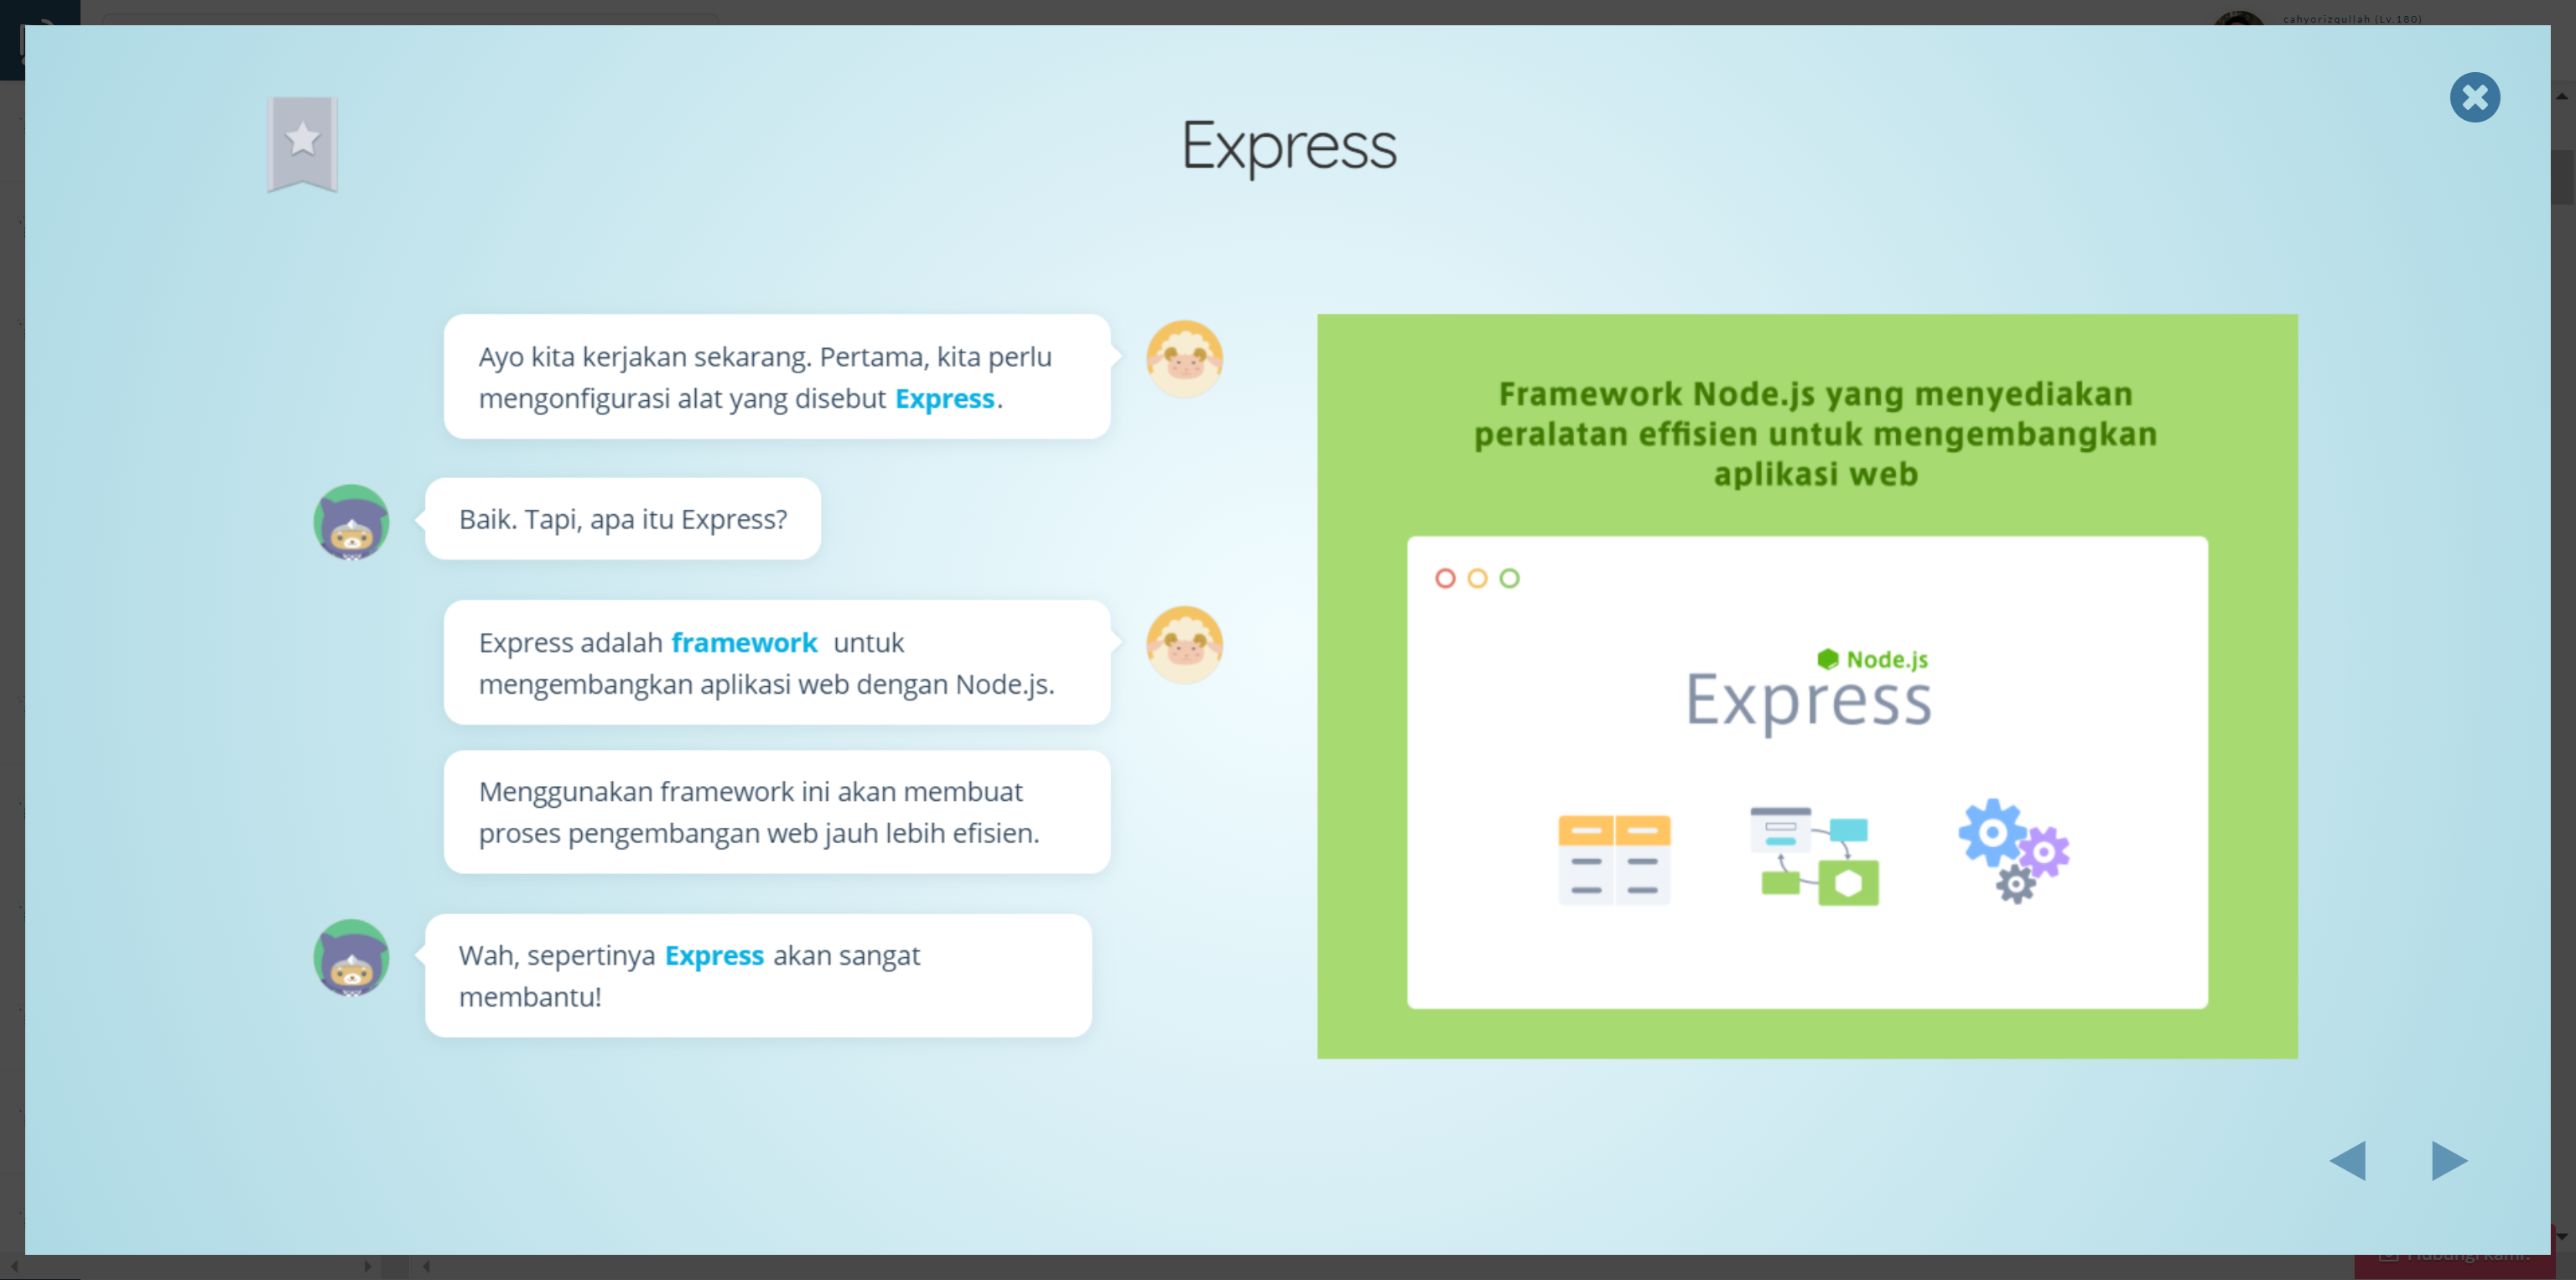 cahyorizqullah (Lv.180)
Express
Ayo kita kerjakan sekarang. Pertama, kita perlu
mengonfigurasi alat yang disebut Express.
Baik. Tapi, apa itu Express?
Express adalah framework untuk
mengembangkan aplikasi web dengan Node.js.
Menggunakan framework ini akan membuat
proses pengembangan web jauh lebih efisien.
Wah, sepertinya Express akan sangat
membantu!
Framework Node.js yang menyediakan
peralatan effisien untuk mengembangkan
aplikasi web
Node.js
Express
Hubungi kami!